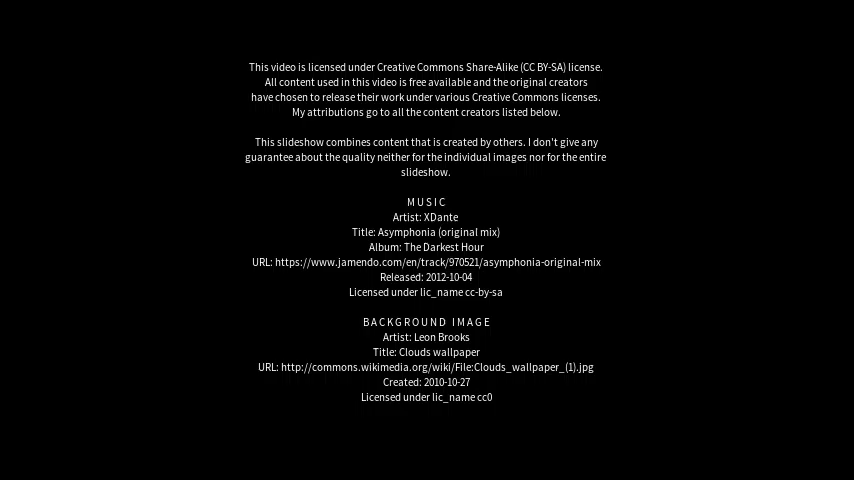 This video is licensed under Creative Commons Share-Alike (CC BY-SA) license.
All content used in this video is free available and the original creators
have chosen to release their work under various Creative Commons licenses.
My attributions go to all the content creators listed below.
This slideshow combines content that is created by others. I don't give any
guarantee about the quality neither for the individual images nor for the entire
slideshow.
MUSIC
Artist: XDante
Title: Asymphonia (original mix)
Album: The Darkest Hour
URL: https://www.jamendo.com/en/track/970521/asymphonia-original-mix
Released: 2012-10-04
Licensed under lic_name cc-by-sa
BACKGROUND IMAGE
Artist: Leon Brooks
Title: Clouds wallpaper
URL: http://commons.wikimedia.org/wiki/File:Clouds_wallpaper_(1).jpg
Created: 2010-10-27
Licensed under lic_name cc0